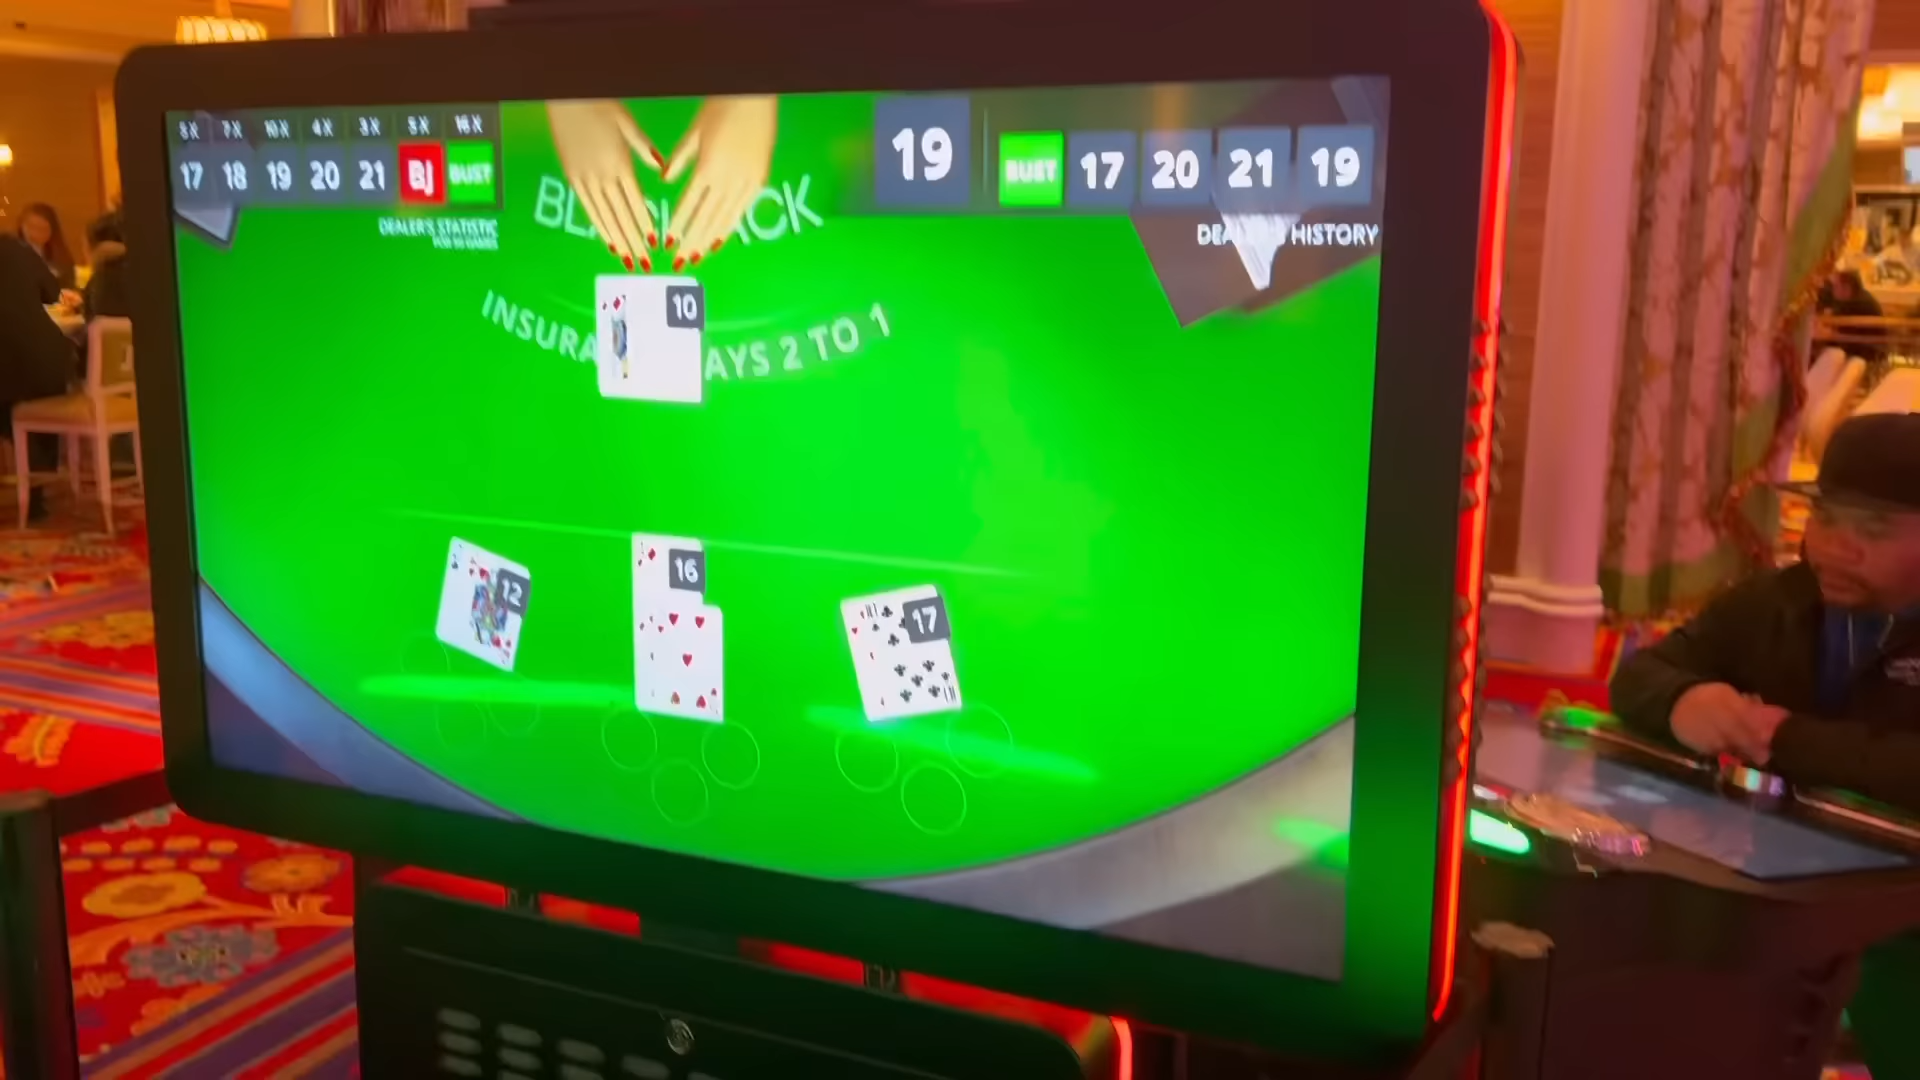 5X 7X 10X 4X 3X 5X 16X
17 18 19 20 21 BJ BUST
DEALER'S STATISTIC
19 BUST 17 20 21 19
HISTORY
BL CK
INSURA AYS 2 TO 1
10
12
16
17